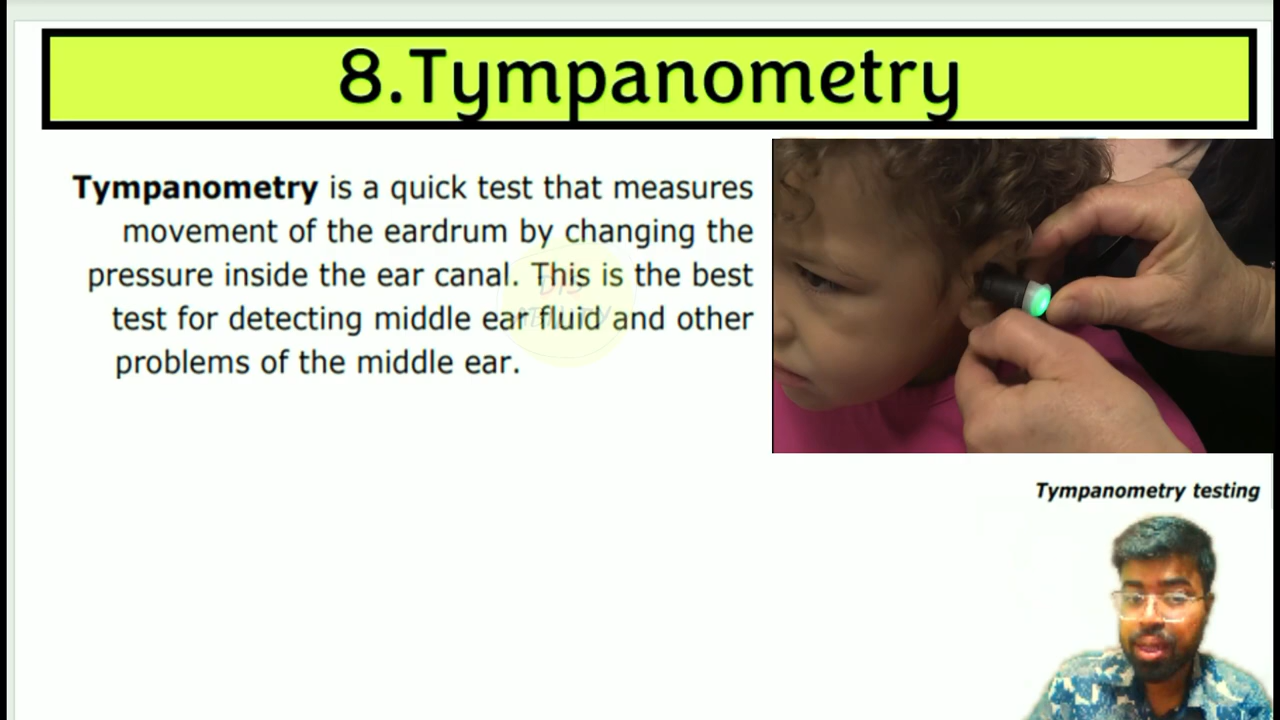 8.Tympanometry
Tympanometry is a quick test that measures
movement of the eardrum by changing the
pressure inside the ear canal. This is the best
test for detecting middle ear fluid and other
problems of the middle ear.
Tympanometry testing